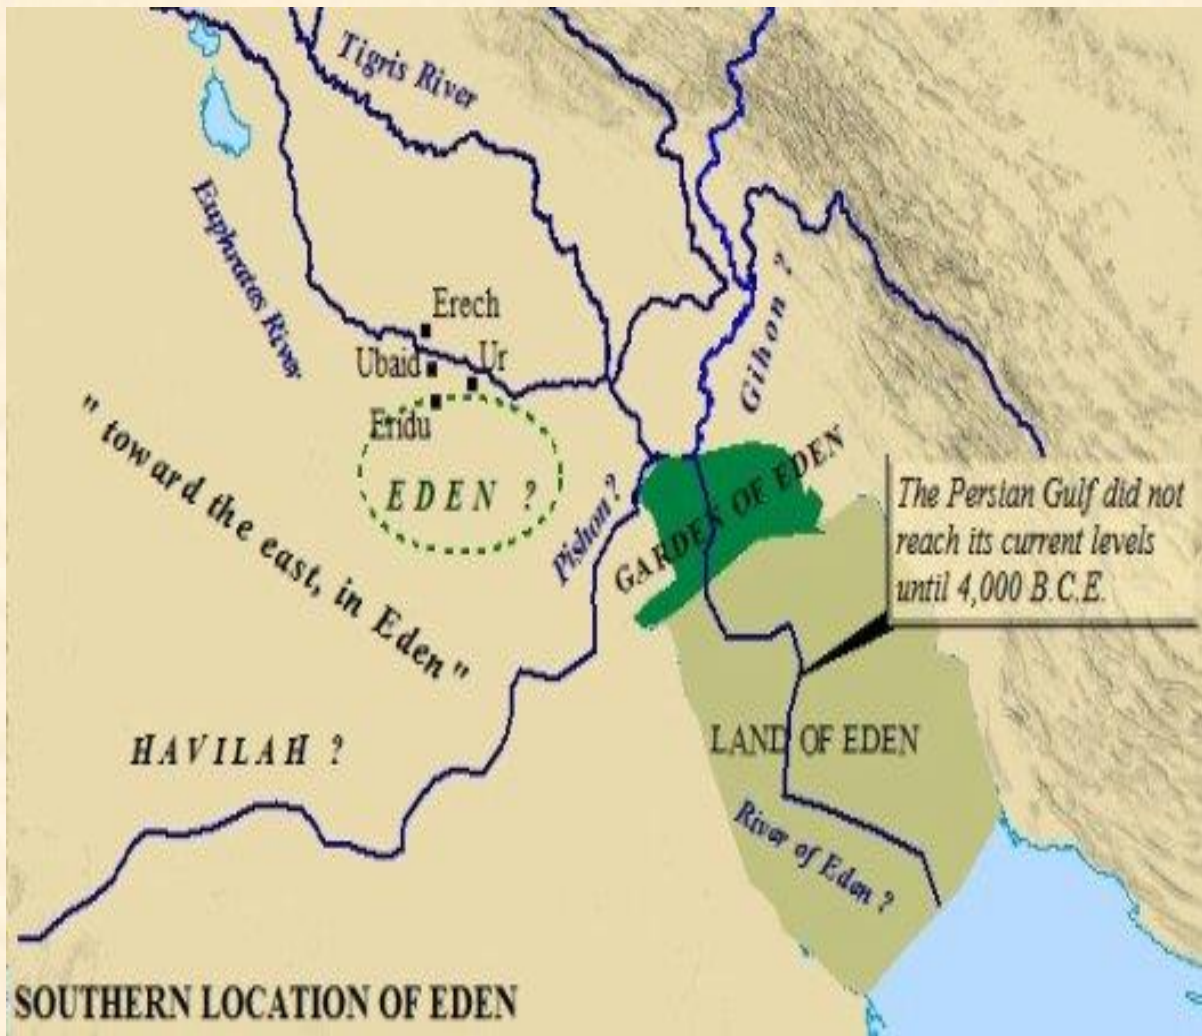 Tigris River
Euphrates River
Erech
Ubaid
Ur
Eridu
EDEN ?
Gihon ?
Pishon ?
GARDEN OF EDEN
"toward the east, in Eden"
The Persian Gulf did not
reach its current levels
until 4,000 B.C.E.
HAVILAH ?
LAND OF EDEN
River of Eden ?
SOUTHERN LOCATION OF EDEN